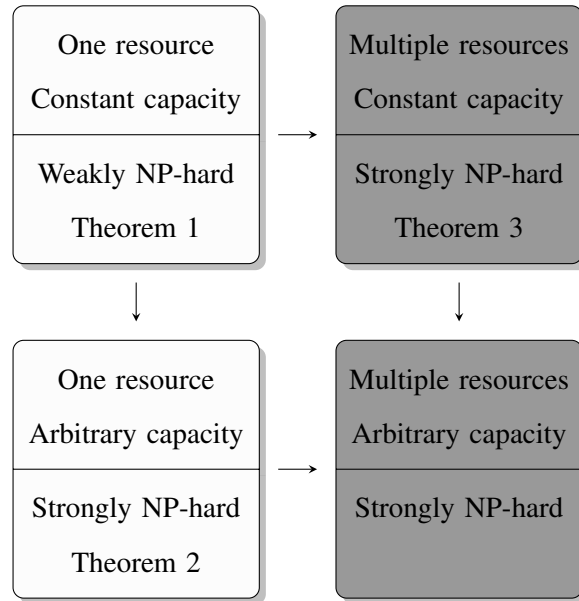 One resource
Constant capacity
Weakly NP-hard
Theorem 1
Multiple resources
Constant capacity
Strongly NP-hard
Theorem 3
One resource
Arbitrary capacity
Strongly NP-hard
Theorem 2
Multiple resources
Arbitrary capacity
Strongly NP-hard